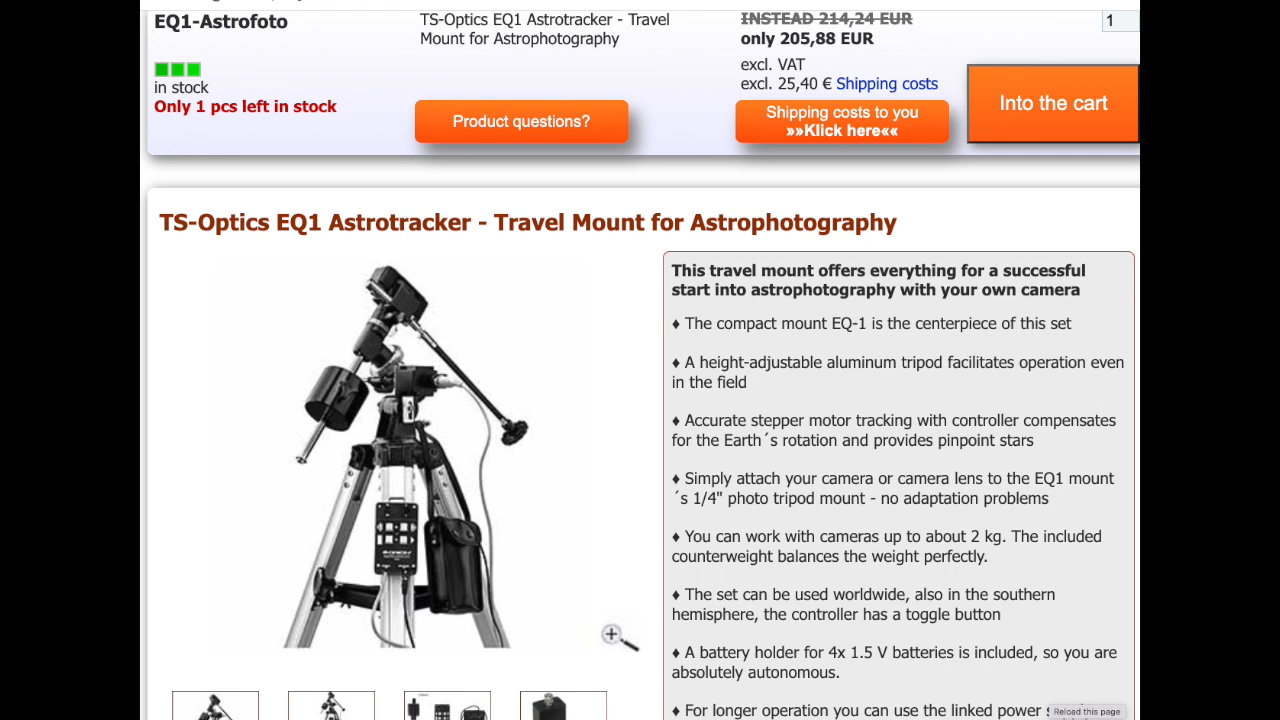 EQ1-Astrofoto
TS-Optics EQ1 Astrotracker - Travel
Mount for Astrophotography
INSTEAD 214,24 EUR
only 205,88 EUR
1
excl. VAT
excl. 25,40 € Shipping costs
in stock
Only 1 pcs left in stock
Product questions?
Shipping costs to you
»»Klick here««
Into the cart
TS-Optics EQ1 Astrotracker - Travel Mount for Astrophotography
This travel mount offers everything for a successful
start into astrophotography with your own camera
♦ The compact mount EQ-1 is the centerpiece of this set
♦ A height-adjustable aluminum tripod facilitates operation even
in the field
♦ Accurate stepper motor tracking with controller compensates
for the Earth´s rotation and provides pinpoint stars
♦ Simply attach your camera or camera lens to the EQ1 mount
´s 1/4" photo tripod mount - no adaptation problems
♦ You can work with cameras up to about 2 kg. The included
counterweight balances the weight perfectly.
♦ The set can be used worldwide, also in the southern
hemisphere, the controller has a toggle button
♦ A battery holder for 4x 1.5 V batteries is included, so you are
absolutely autonomous.
♦ For longer operation you can use the linked power
Reload this page